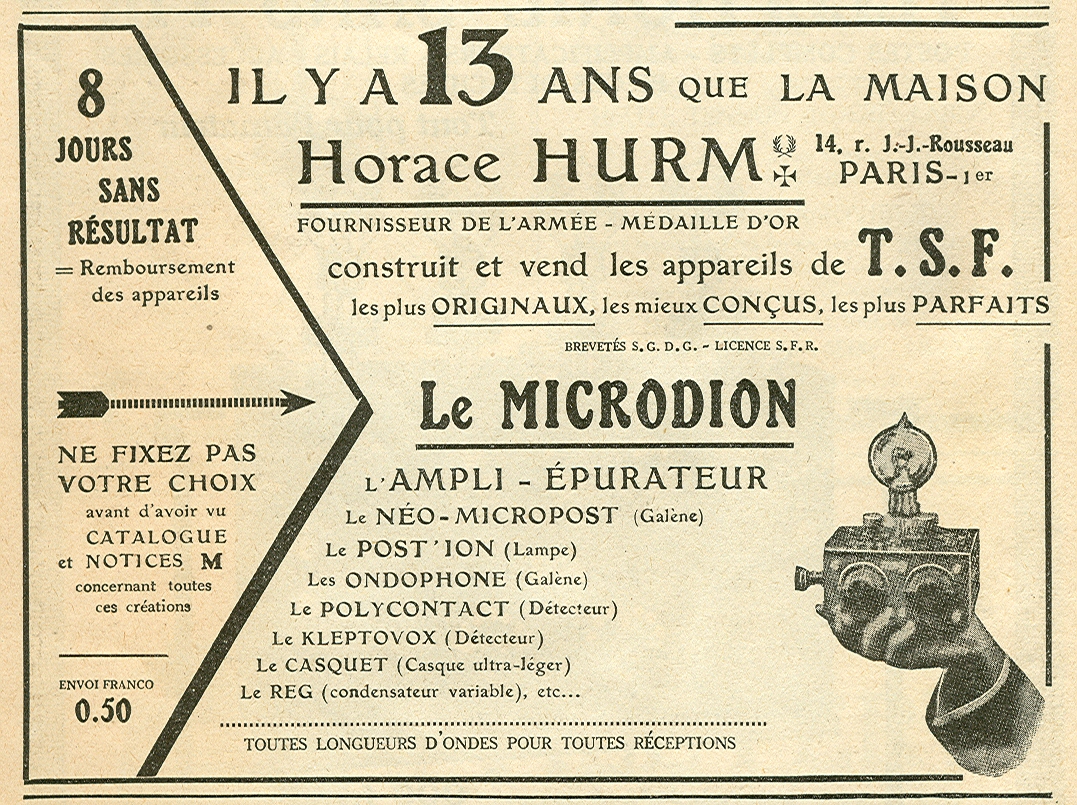 8
JOURS
SANS
RÉSULTAT
= Remboursement
des appareils
NE FIXEZ PAS
VOTRE CHOIX
avant d'avoir vu
CATALOGUE
et NOTICES M
concernant toutes
ces créations
ENVOI FRANCO
0.50
IL Y A 13 ANS QUE LA MAISON
Horace HURM 14, r. J.-J.-Rousseau
PARIS-1er
FOURNISSEUR DE L'ARMÉE - MÉDAILLE D'OR
construit et vend les appareils de T. S. F.
les plus ORIGINAUX, les mieux CONÇUS, les plus PARFAITS
BREVETÉS S. G. D. G. - LICENCE S. F. R.
Le MICRODION
L'AMPLI - ÉPURATEUR
Le NÉO-MICROPOST (Galène)
Le POST'ION (Lampe)
Les ONDOPHONE (Galène)
Le POLYCONTACT (Détecteur)
Le KLEPTOVOX (Détecteur)
Le CASQUET (Casque ultra-léger)
Le REG (condensateur variable), etc...
TOUTES LONGUEURS D'ONDES POUR TOUTES RÉCEPTIONS